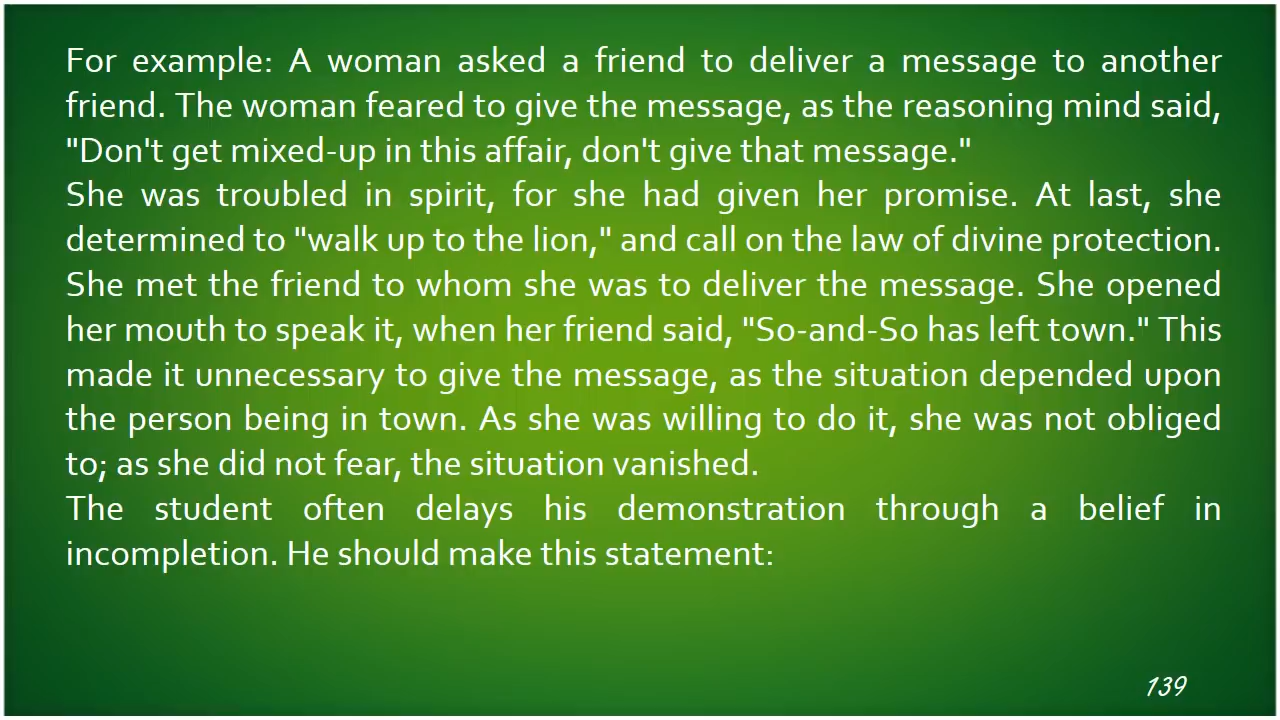 For example: A woman asked a friend to deliver a message to another
friend. The woman feared to give the message, as the reasoning mind said,
"Don't get mixed-up in this affair, don't give that message."
She was troubled in spirit, for she had given her promise. At last, she
determined to "walk up to the lion," and call on the law of divine protection.
She met the friend to whom she was to deliver the message. She opened
her mouth to speak it, when her friend said, "So-and-So has left town." This
made it unnecessary to give the message, as the situation depended upon
the person being in town. As she was willing to do it, she was not obliged
to; as she did not fear, the situation vanished.
The student often delays his demonstration through a belief in
incompletion. He should make this statement:
139